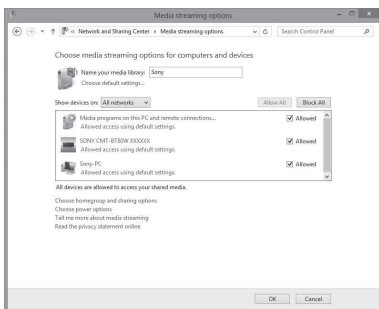 Media streaming options
« Network and Sharing Center ▸ Media streaming options
Search Control Panel
Choose media streaming options for computers and devices
Name your media library: Sony
Choose default settings...
Show devices on: All networks
Allow All
Block All
Media programs on this PC and remote connections...
Allowed access using default settings.
Allowed
SONY CMT-BT80W XXXXXX
Allowed access using default settings.
Allowed
Sony-PC
Allowed access using default settings.
Allowed
All devices are allowed to access your shared media.
Choose homegroup and sharing options
Choose power options
Tell me more about media streaming
Read the privacy statement online
OK
Cancel